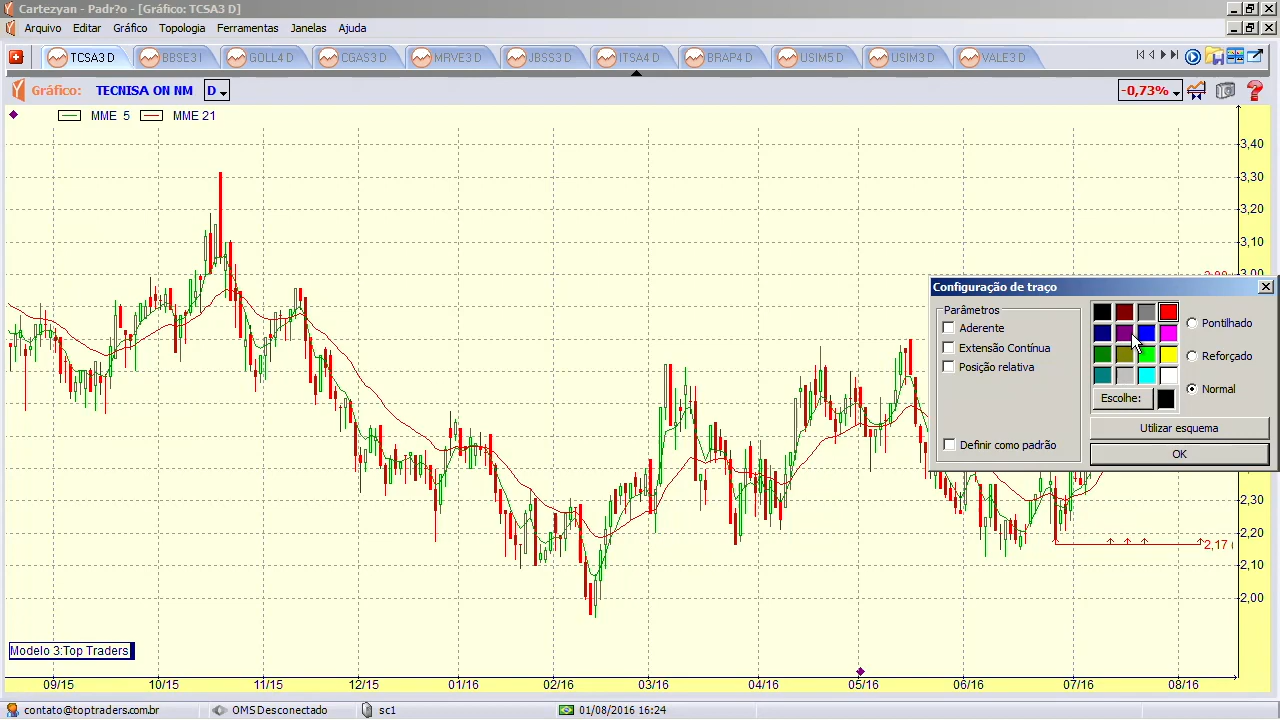 Cartezyan - Padr?o - [Gráfico: TCSA3 D]
Arquivo Editar Gráfico Topologia Ferramentas Janelas Ajuda
TCSA3 D BBSE3 I GOLL4 D CGAS3 D MRVE3 D JBSS3 D ITSA4 D BRAP4 D USIM5 D USIM3 D VALE3 D
Gráfico: TECNISA ON NM D -0,73%
MME 5 MME 21
3,40
3,30
3,20
3,10
3,00
Configuração de traço
Parâmetros
Aderente
Extensão Contínua
Posição relativa
Definir como padrão
Pontilhado
Reforçado
Normal
Escolhe:
Utilizar esquema
OK
2,30
2,20
2,17
2,10
2,00
Modelo 3:Top Traders
09/15 10/15 11/15 12/15 01/16 02/16 03/16 04/16 05/16 06/16 07/16 08/16
contato@toptraders.com.br OMS Desconectado sc1 01/08/2016 16:24